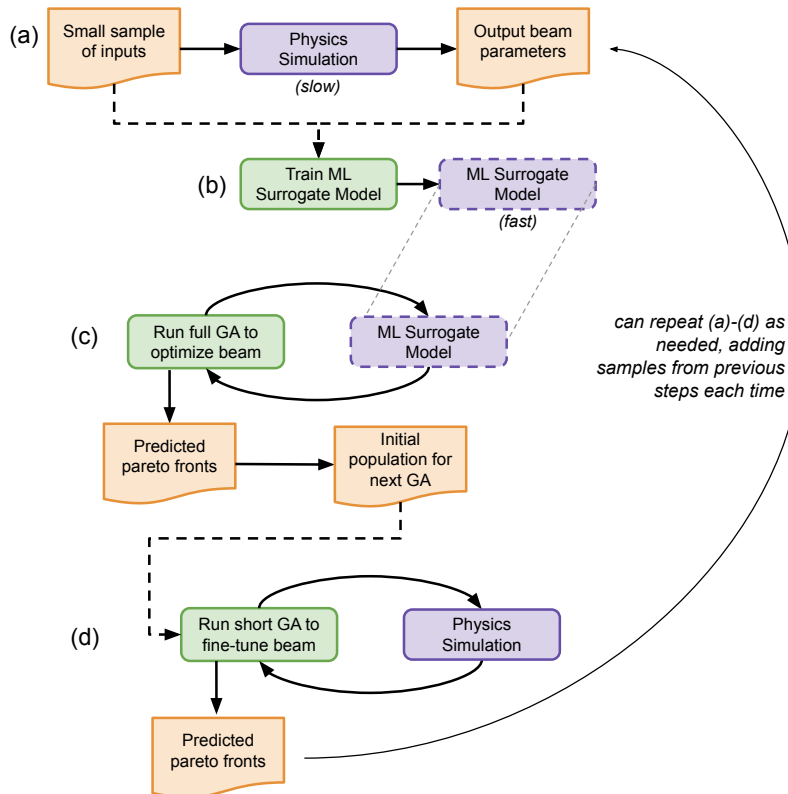 (a)
Small sample
of inputs
Physics
Simulation
(slow)
Output beam
parameters
(b)
Train ML
Surrogate Model
ML Surrogate
Model
(fast)
(c)
Run full GA to
optimize beam
ML Surrogate
Model
can repeat (a)-(d) as
needed, adding
samples from previous
steps each time
Predicted
pareto fronts
Initial
population for
next GA
(d)
Run short GA to
fine-tune beam
Physics
Simulation
Predicted
pareto fronts